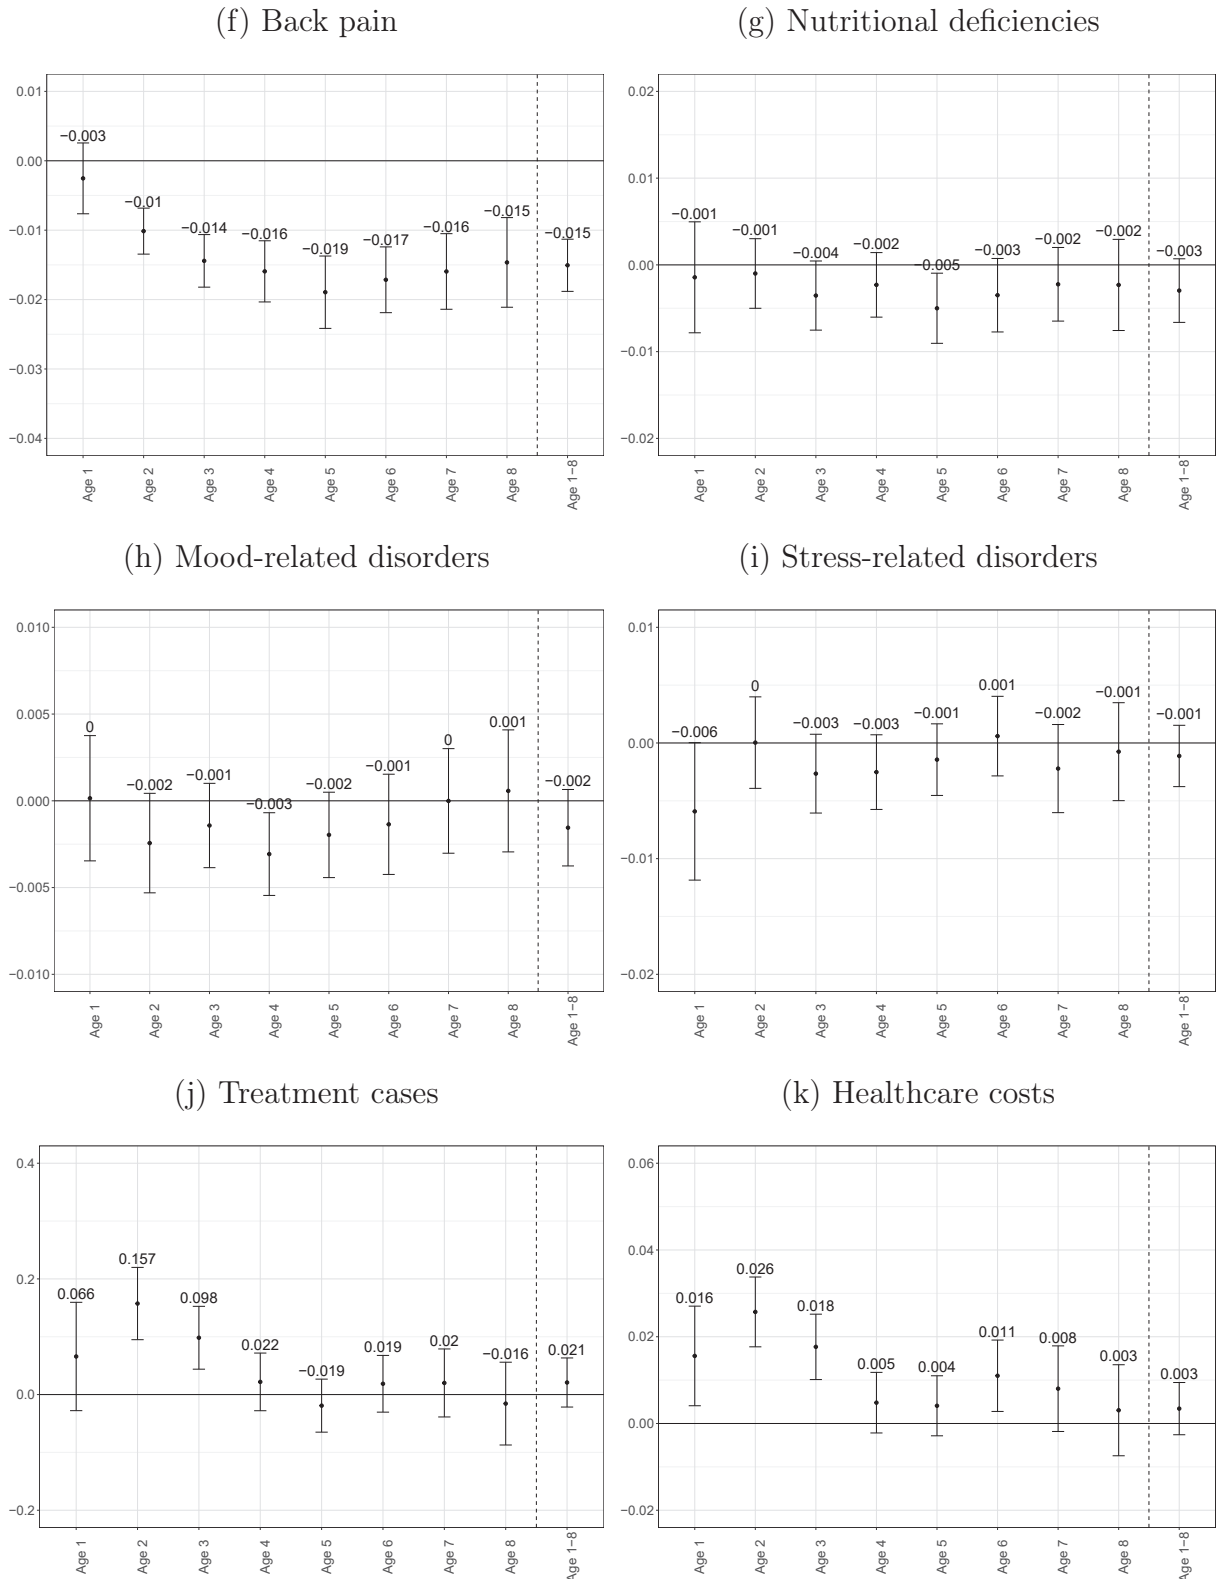 (f) Back pain
0.01
0.00
−0.01
−0.02
−0.03
−0.04
−0.003
−0.01
−0.014
−0.016
−0.019
−0.017
−0.016
−0.015
−0.015
Age 1
Age 2
Age 3
Age 4
Age 5
Age 6
Age 7
Age 8
Age 1−8
(g) Nutritional deficiencies
0.02
0.01
0.00
−0.01
−0.02
−0.001
−0.001
−0.004
−0.002
−0.005
−0.003
−0.002
−0.002
−0.003
Age 1
Age 2
Age 3
Age 4
Age 5
Age 6
Age 7
Age 8
Age 1−8
(h) Mood-related disorders
0.010
0.005
0.000
−0.005
−0.010
0
−0.002
−0.001
−0.003
−0.002
−0.001
0
0.001
−0.002
Age 1
Age 2
Age 3
Age 4
Age 5
Age 6
Age 7
Age 8
Age 1−8
(i) Stress-related disorders
0.01
0.00
−0.01
−0.02
−0.006
0
−0.003
−0.003
−0.001
0.001
−0.002
−0.001
−0.001
Age 1
Age 2
Age 3
Age 4
Age 5
Age 6
Age 7
Age 8
Age 1−8
(j) Treatment cases
0.4
0.2
0.0
−0.2
0.066
0.157
0.098
0.022
−0.019
0.019
0.02
−0.016
0.021
Age 1
Age 2
Age 3
Age 4
Age 5
Age 6
Age 7
Age 8
Age 1−8
(k) Healthcare costs
0.06
0.04
0.02
0.00
−0.02
0.016
0.026
0.018
0.005
0.004
0.011
0.008
0.003
0.003
Age 1
Age 2
Age 3
Age 4
Age 5
Age 6
Age 7
Age 8
Age 1−8